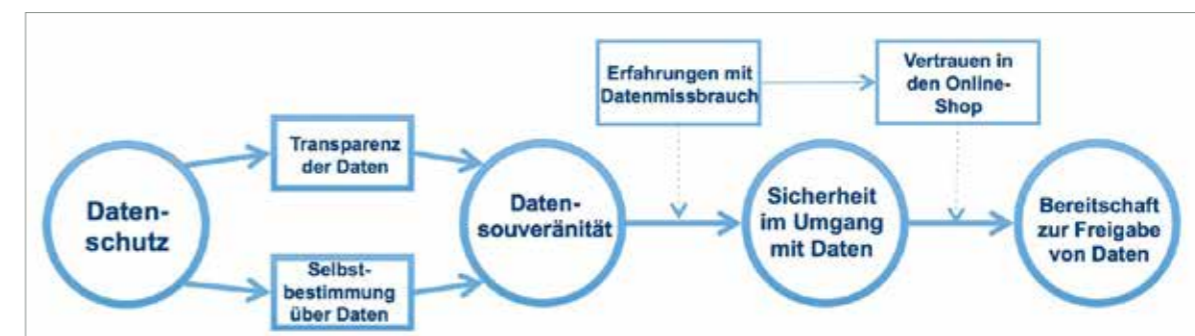 Daten-
schutz
Transparenz
der Daten
Selbst-
bestimmung
über Daten
Daten-
souveränität
Erfahrungen mit
Datenmissbrauch
Vertrauen in
den Online-
Shop
Sicherheit
im Umgang
mit Daten
Bereitschaft
zur Freigabe
von Daten